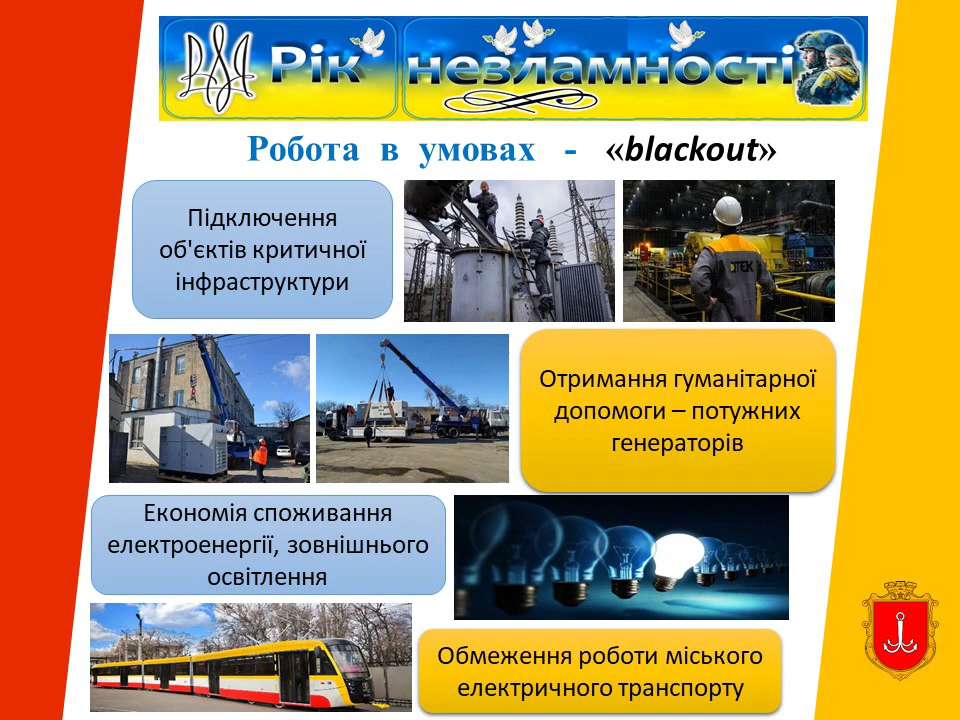 Рік незламності
Робота в умовах - «blackout»
Підключення
об'єктів критичної
інфраструктури
DTEK
Отримання гуманітарної
допомоги – потужних
генераторів
Економія споживання
електроенергії, зовнішнього
освітлення
Обмеження роботи міського
електричного транспорту